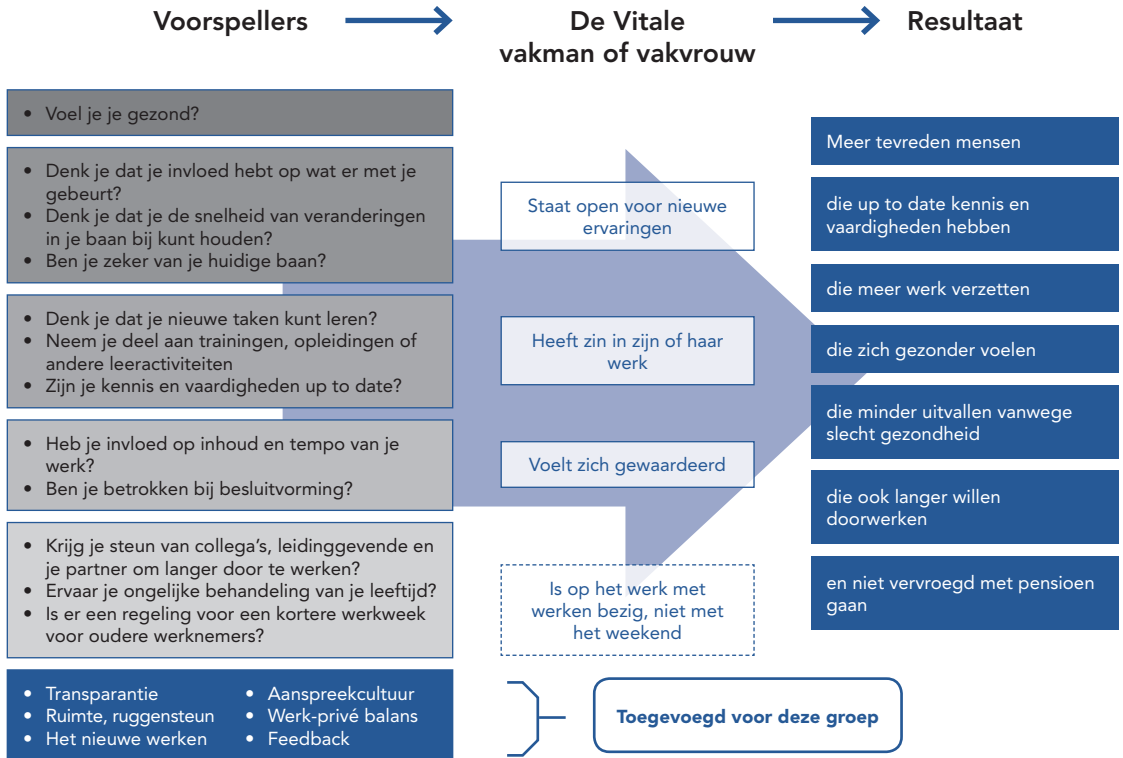 Voorspellers
De Vitale
vakman of vakvrouw
Resultaat
• Voel je je gezond?
• Denk je dat je invloed hebt op wat er met je
gebeurt?
• Denk je dat je de snelheid van veranderingen
in je baan bij kunt houden?
• Ben je zeker van je huidige baan?
• Denk je dat je nieuwe taken kunt leren?
• Neem je deel aan trainingen, opleidingen of
andere leeractiviteiten
• Zijn je kennis en vaardigheden up to date?
• Heb je invloed op inhoud en tempo van je
werk?
• Ben je betrokken bij besluitvorming?
• Krijg je steun van collega's, leidinggevende en
je partner om langer door te werken?
• Ervaar je ongelijke behandeling van je leeftijd?
• Is er een regeling voor een kortere werkweek
voor oudere werknemers?
• Transparantie
• Ruimte, ruggensteun
• Het nieuwe werken
• Aanspreekcultuur
• Werk-privé balans
• Feedback
Staat open voor nieuwe
ervaringen
Heeft zin in zijn of haar
werk
Voelt zich gewaardeerd
Is op het werk met
werken bezig, niet met
het weekend
Toegevoegd voor deze groep
Meer tevreden mensen
die up to date kennis en
vaardigheden hebben
die meer werk verzetten
die zich gezonder voelen
die minder uitvallen vanwege
slecht gezondheid
die ook langer willen
doorwerken
en niet vervroegd met pensioen
gaan